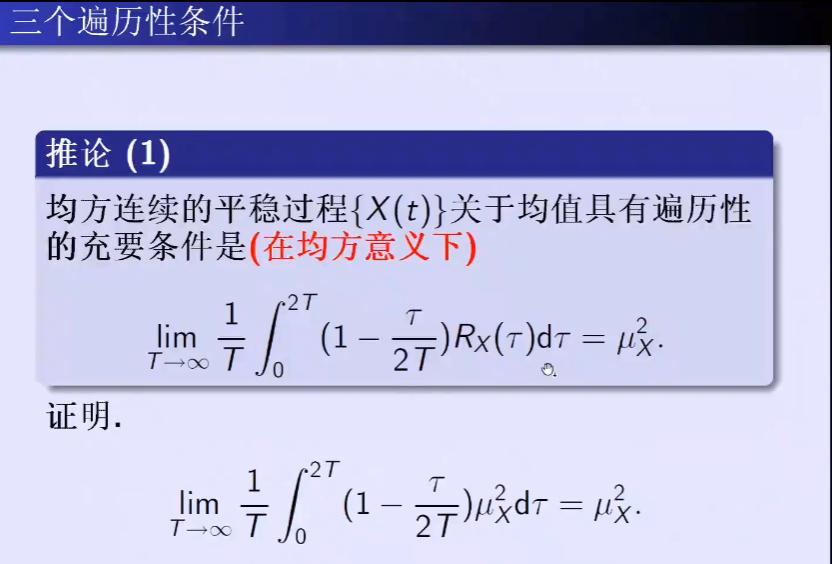 三个遍历性条件
推论 (1)
均方连续的平稳过程{X(t)}关于均值具有遍历性
的充要条件是(在均方意义下)
$\lim_{T\to\infty} \frac{1}{T} \int_0^{2T} (1 - \frac{\tau}{2T}) R_X(\tau) \mathrm{d}\tau = \mu_X^2.$
证明.
$\lim_{T\to\infty} \frac{1}{T} \int_0^{2T} (1 - \frac{\tau}{2T}) \mu_X^2 \mathrm{d}\tau = \mu_X^2.$